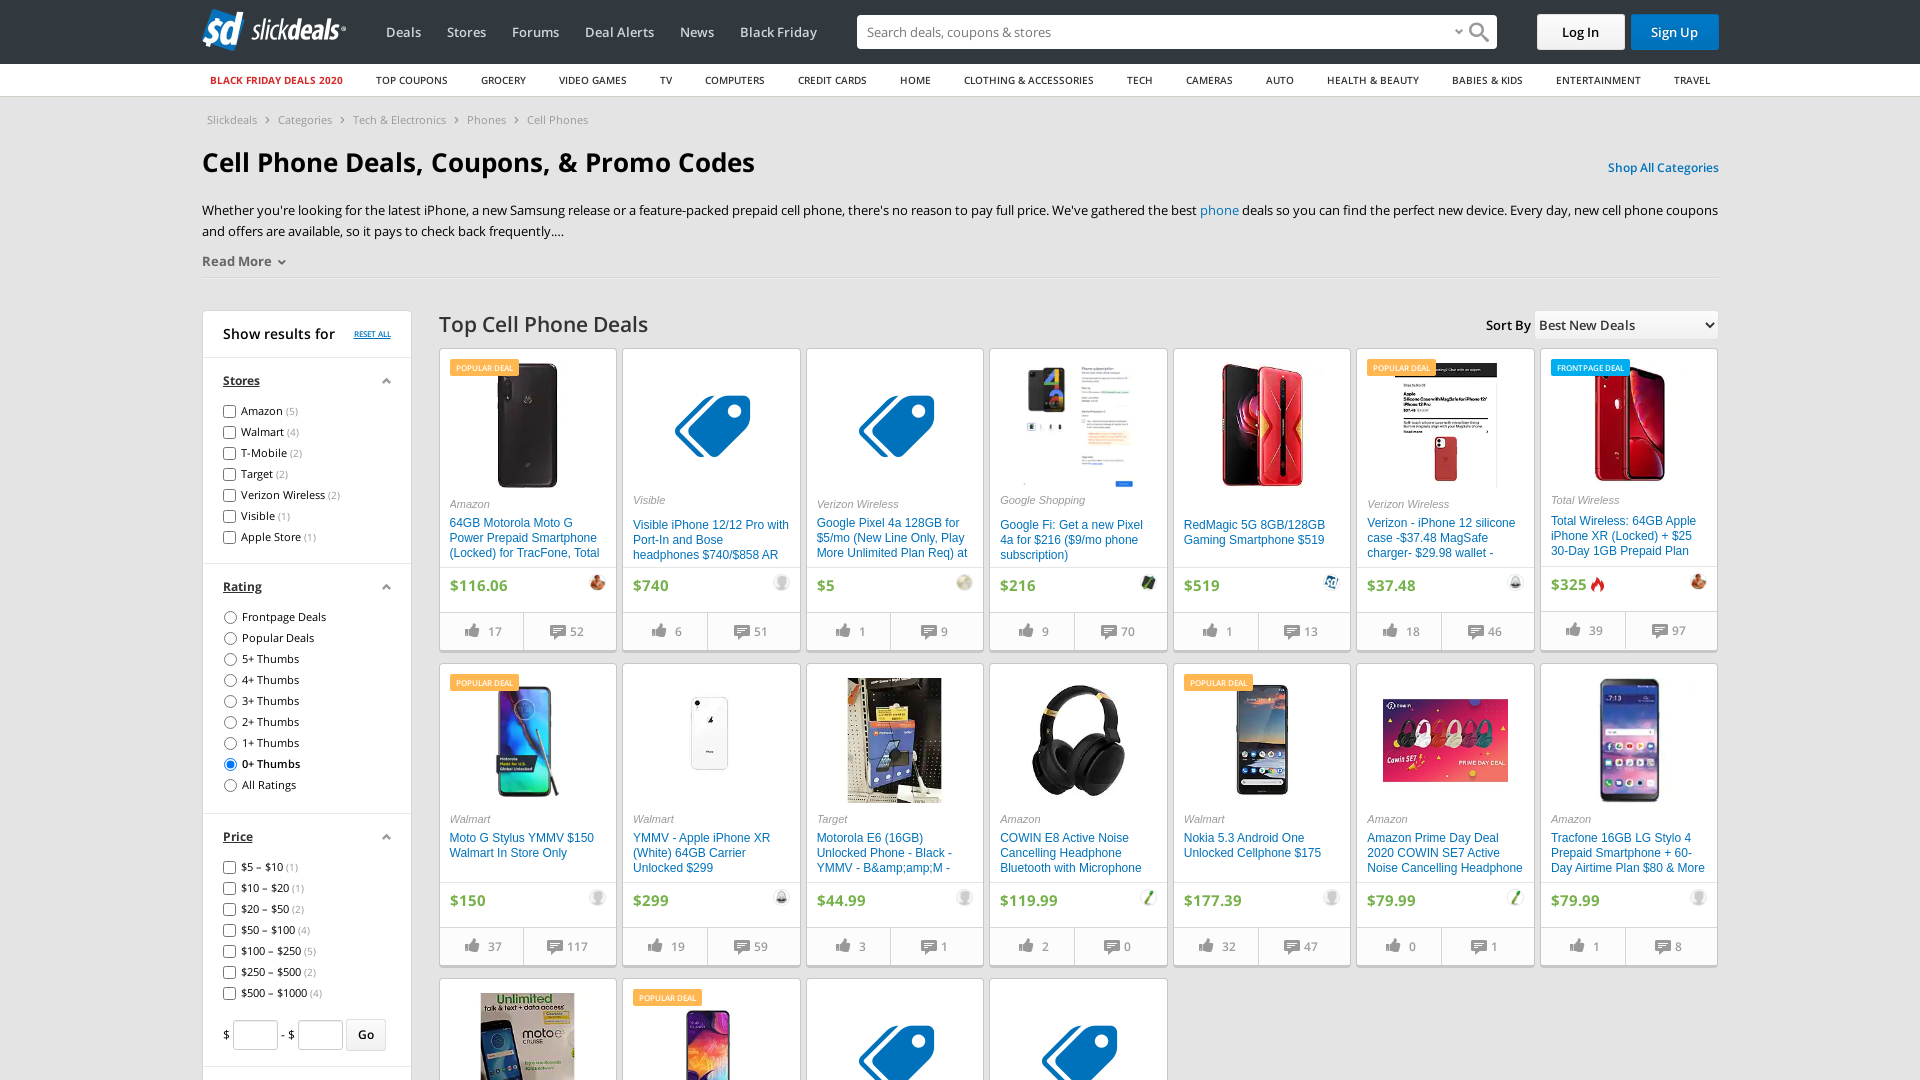 sd slickdeals
Deals
Stores
Forums
Deal Alerts
News
Black Friday
Search deals, coupons & stores
Log In
Sign Up
BLACK FRIDAY DEALS 2020
TOP COUPONS
GROCERY
VIDEO GAMES
TV
COMPUTERS
CREDIT CARDS
HOME
CLOTHING & ACCESSORIES
TECH
CAMERAS
AUTO
HEALTH & BEAUTY
BABIES & KIDS
ENTERTAINMENT
TRAVEL
Slickdeals
Categories
Tech & Electronics
Phones
Cell Phones
Cell Phone Deals, Coupons, & Promo Codes
Shop All Categories
Whether you're looking for the latest iPhone, a new Samsung release or a feature-packed prepaid cell phone, there's no reason to pay full price. We've gathered the best phone deals so you can find the perfect new device. Every day, new cell phone coupons
and offers are available, so it pays to check back frequently....
Read More
Show results for
RESET ALL
Stores
Amazon (5)
Walmart (4)
T-Mobile (2)
Target (2)
Verizon Wireless (2)
Visible (1)
Apple Store (1)
Rating
Frontpage Deals
Popular Deals
5+ Thumbs
4+ Thumbs
3+ Thumbs
2+ Thumbs
1+ Thumbs
0+ Thumbs
All Ratings
Price
$5 – $10 (1)
$10 – $20 (1)
$20 – $50 (2)
$50 – $100 (4)
$100 – $250 (5)
$250 – $500 (2)
$500 – $1000 (4)
$ - $ Go
Top Cell Phone Deals
Sort By
Best New Deals
POPULAR DEAL
Amazon
64GB Motorola Moto G
Power Prepaid Smartphone
(Locked) for TracFone, Total
$116.06
17
52
Visible
Visible iPhone 12/12 Pro with
Port-In and Bose
headphones $740/$858 AR
$740
6
51
Verizon Wireless
Google Pixel 4a 128GB for
$5/mo (New Line Only, Play
More Unlimited Plan Req) at
$5
1
9
Google Shopping
Google Fi: Get a new Pixel
4a for $216 ($9/mo phone
subscription)
$216
9
70
RedMagic 5G 8GB/128GB
Gaming Smartphone $519
$519
1
13
POPULAR DEAL
Verizon Wireless
Verizon - iPhone 12 silicone
case -$37.48 MagSafe
charger- $29.98 wallet -
$37.48
18
46
FRONTPAGE DEAL
Total Wireless
Total Wireless: 64GB Apple
iPhone XR (Locked) + $25
30-Day 1GB Prepaid Plan
$325
39
97
POPULAR DEAL
Walmart
Moto G Stylus YMMV $150
Walmart In Store Only
$150
37
117
Walmart
YMMV - Apple iPhone XR
(White) 64GB Carrier
Unlocked $299
$299
19
59
Target
Motorola E6 (16GB)
Unlocked Phone - Black -
YMMV - B&amp;amp;M -
$44.99
3
1
Amazon
COWIN E8 Active Noise
Cancelling Headphone
Bluetooth with Microphone
$119.99
2
0
POPULAR DEAL
Walmart
Nokia 5.3 Android One
Unlocked Cellphone $175
$177.39
32
47
Cowin SE7
PRIME DAY DEAL
Amazon
Amazon Prime Day Deal
2020 COWIN SE7 Active
Noise Cancelling Headphone
$79.99
0
1
7:13
Amazon
Tracfone 16GB LG Stylo 4
Prepaid Smartphone + 60-
Day Airtime Plan $80 & More
$79.99
1
8
Unlimited
talk & text + data access
moto e
CRUISE
POPULAR DEAL